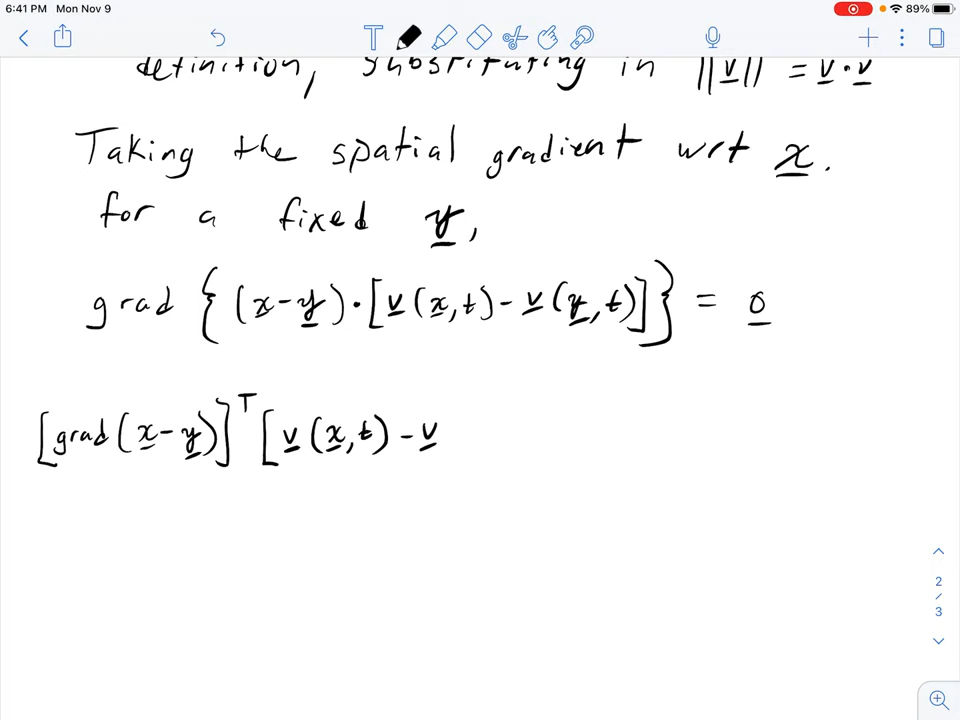 6:41 PM Mon Nov 9 89%
definition, substituting in ||v|| = v·v
Taking the spatial gradient wrt x.
for a fixed y,
grad {(x-y)·[v(x,t)-v(y,t)]} = 0
[grad(x-y)]ᵀ[v(x,t)-v
2
/
3